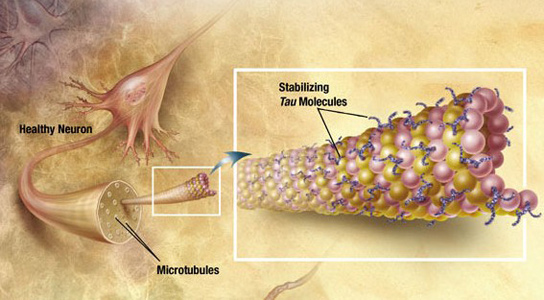 Stabilizing
Tau Molecules
Healthy Neuron
Microtubules